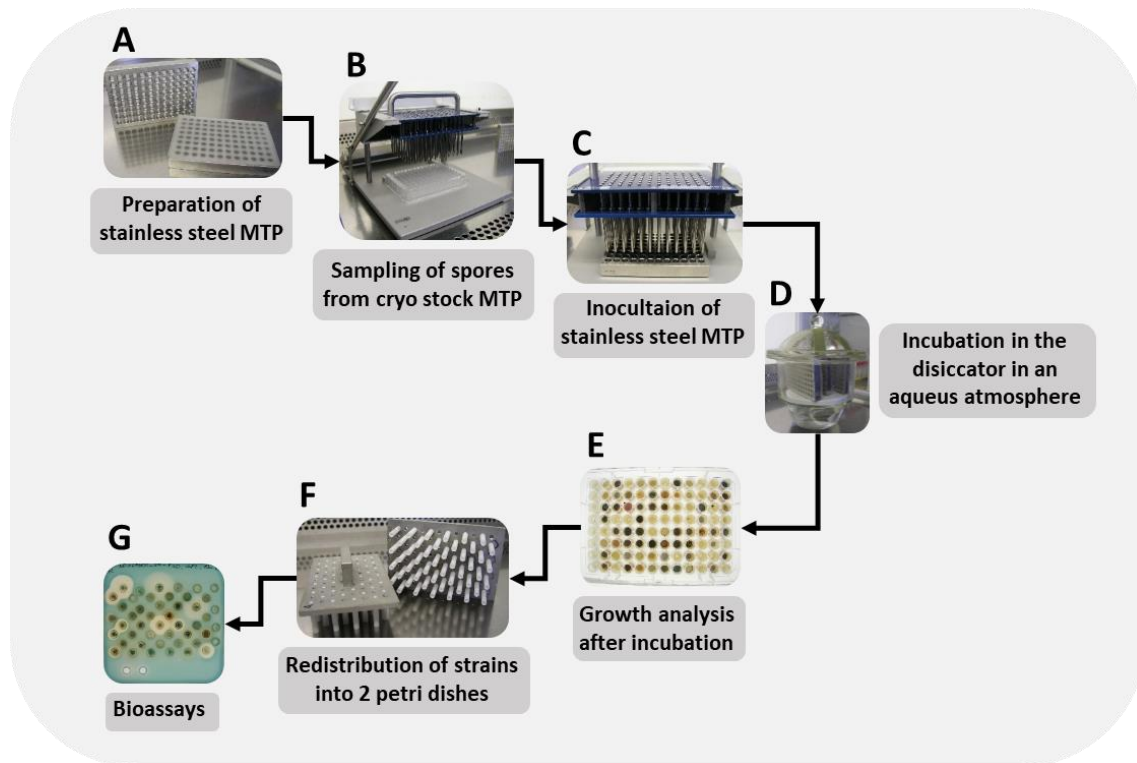 A
Preparation of
stainless steel MTP
B
Sampling of spores
from cryo stock MTP
C
Inocultaion of
stainless steel MTP
D
Incubation in the
disiccator in an
aqueus atmosphere
E
Growth analysis
after incubation
F
Redistribution of strains
into 2 petri dishes
G
Bioassays